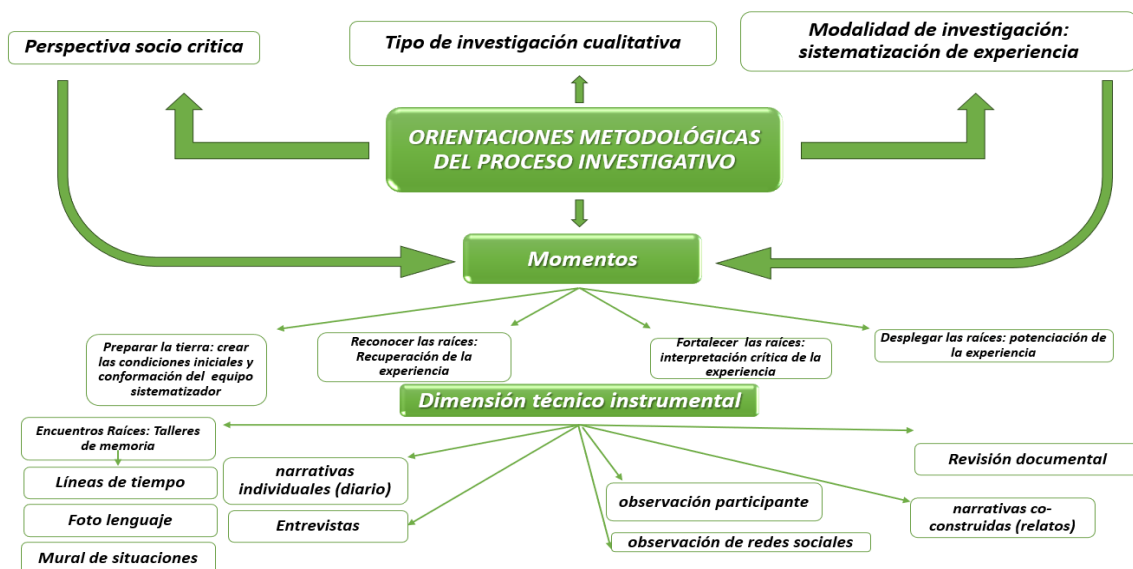 Perspectiva socio critica
Tipo de investigación cualitativa
Modalidad de investigación:
sistematización de experiencia
ORIENTACIONES METODOLÓGICAS
DEL PROCESO INVESTIGATIVO
Momentos
Preparar la tierra: crear
las condiciones iniciales y
conformación del equipo
sistematizador
Reconocer las raíces:
Recuperación de la
experiencia
Fortalecer las raíces:
interpretación crítica de la
experiencia
Desplegar las raíces: potenciación de
la experiencia
Dimensión técnico instrumental
Encuentros Raíces: Talleres
de memoria
Líneas de tiempo
Foto lenguaje
Mural de situaciones
narrativas
individuales (diario)
Entrevistas
observación participante
observación de redes sociales
Revisión documental
narrativas co-
construidas (relatos)